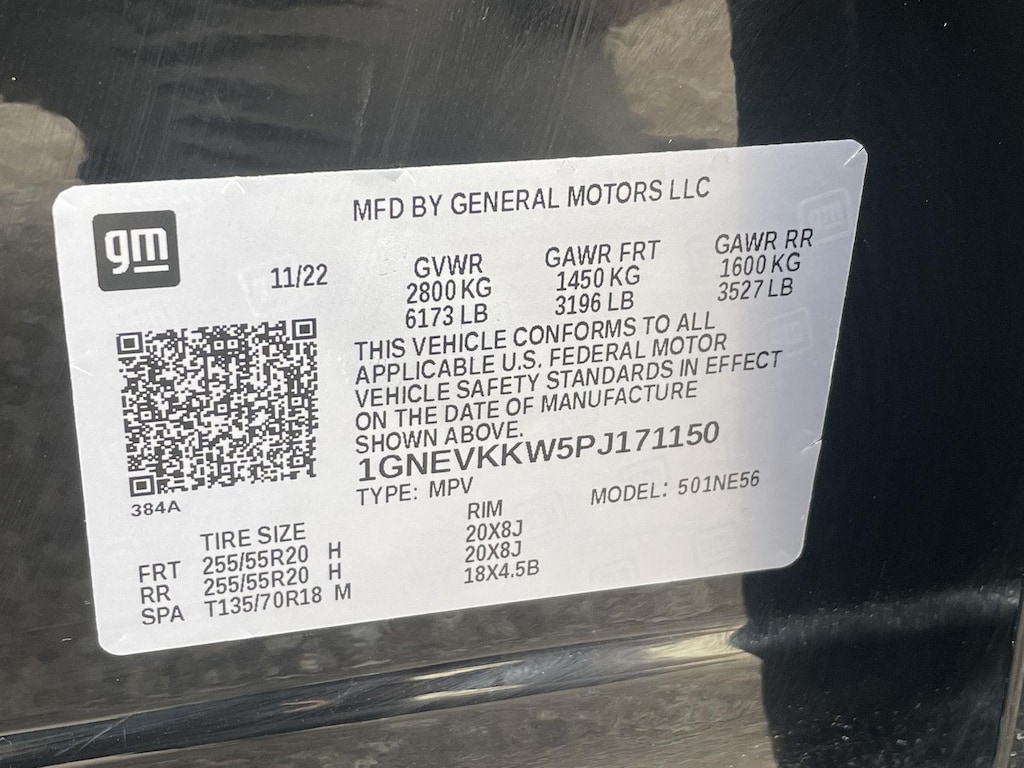 gm
MFD BY GENERAL MOTORS LLC
11/22
GVWR
2800 KG
6173 LB
GAWR FRT
1450 KG
3196 LB
GAWR RR
1600 KG
3527 LB
THIS VEHICLE CONFORMS TO ALL
APPLICABLE U.S. FEDERAL MOTOR
VEHICLE SAFETY STANDARDS IN EFFECT
ON THE DATE OF MANUFACTURE
SHOWN ABOVE.
1GNEVKKW5PJ171150
TYPE: MPV MODEL: 501NE56
384A
TIRE SIZE RIM
FRT 255/55R20 H 20X8J
RR 255/55R20 H 20X8J
SPA T135/70R18 M 18X4.5B